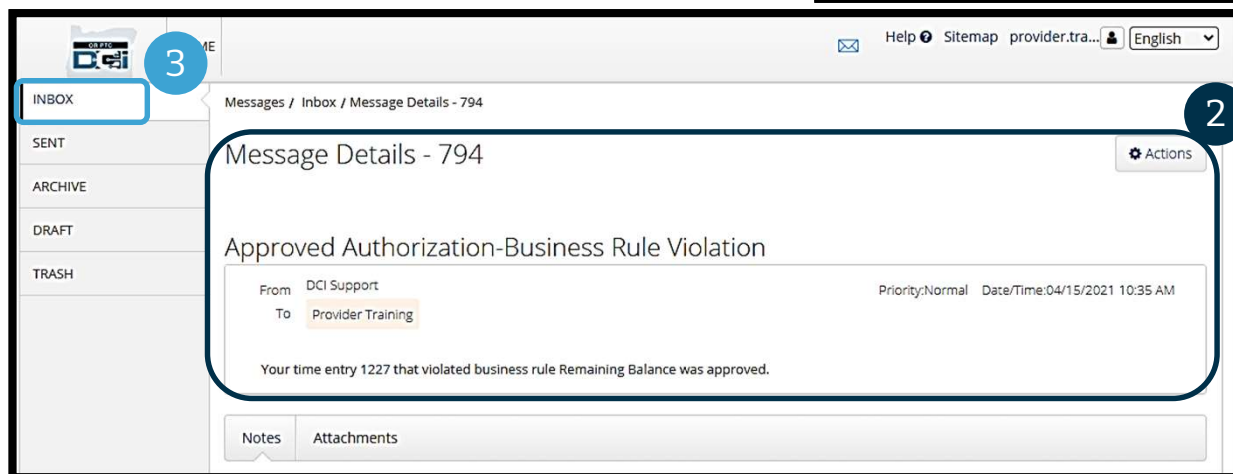 OR PTC
DCI
3
ME
Help
Sitemap
provider.tra...
English
INBOX
SENT
ARCHIVE
DRAFT
TRASH
Messages / Inbox / Message Details - 794
2
Message Details - 794
Actions
Approved Authorization-Business Rule Violation
From DCI Support
Priority:Normal Date/Time:04/15/2021 10:35 AM
To Provider Training
Your time entry 1227 that violated business rule Remaining Balance was approved.
Notes Attachments